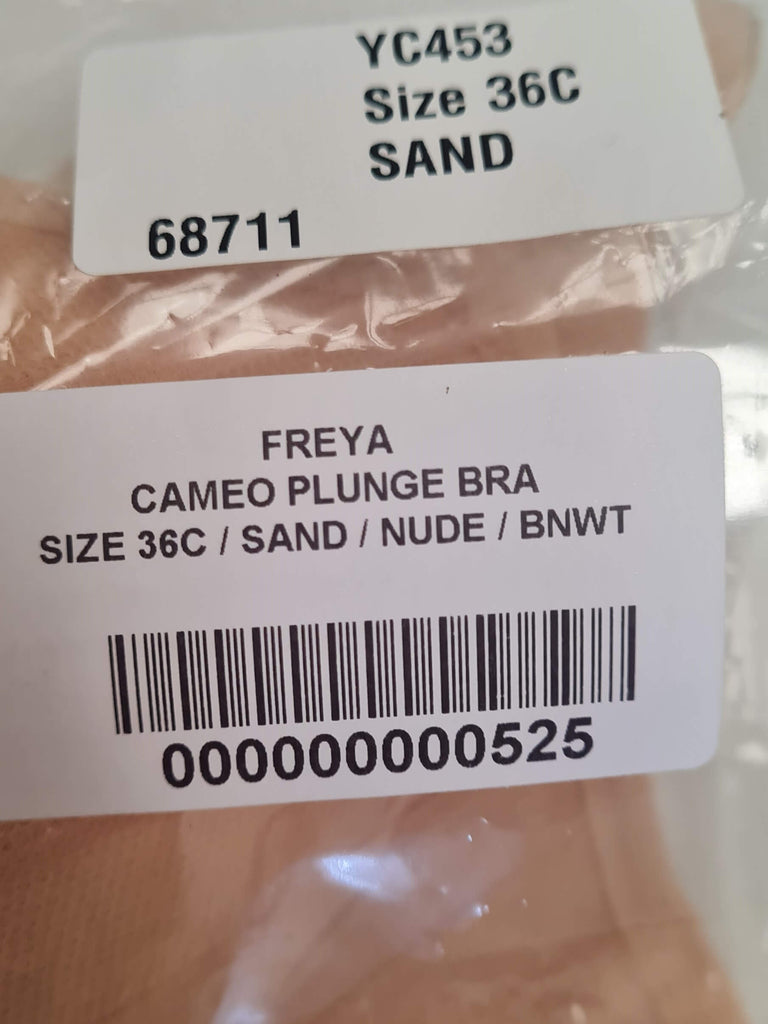 YC453
Size 36C
SAND
68711
FREYA
CAMEO PLUNGE BRA
SIZE 36C / SAND / NUDE / BNWT
000000000525